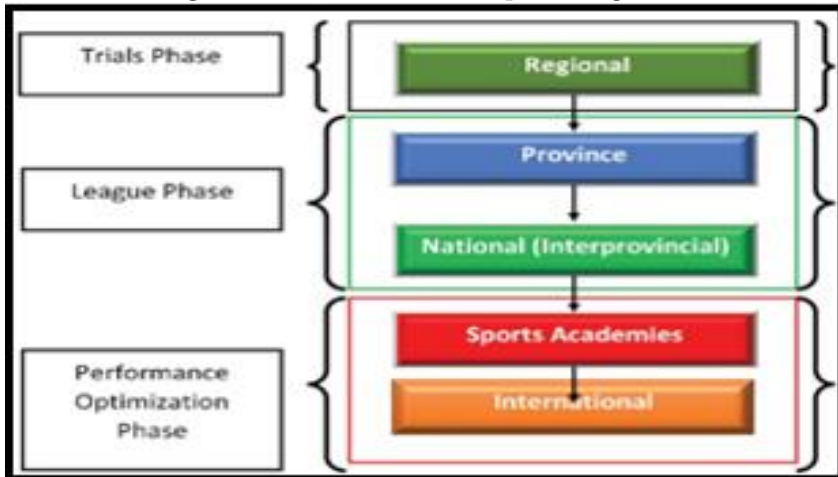 Trials Phase
Regional
Province
League Phase
National (Interprovincial)
Sports Academies
Performance
Optimization
Phase
International